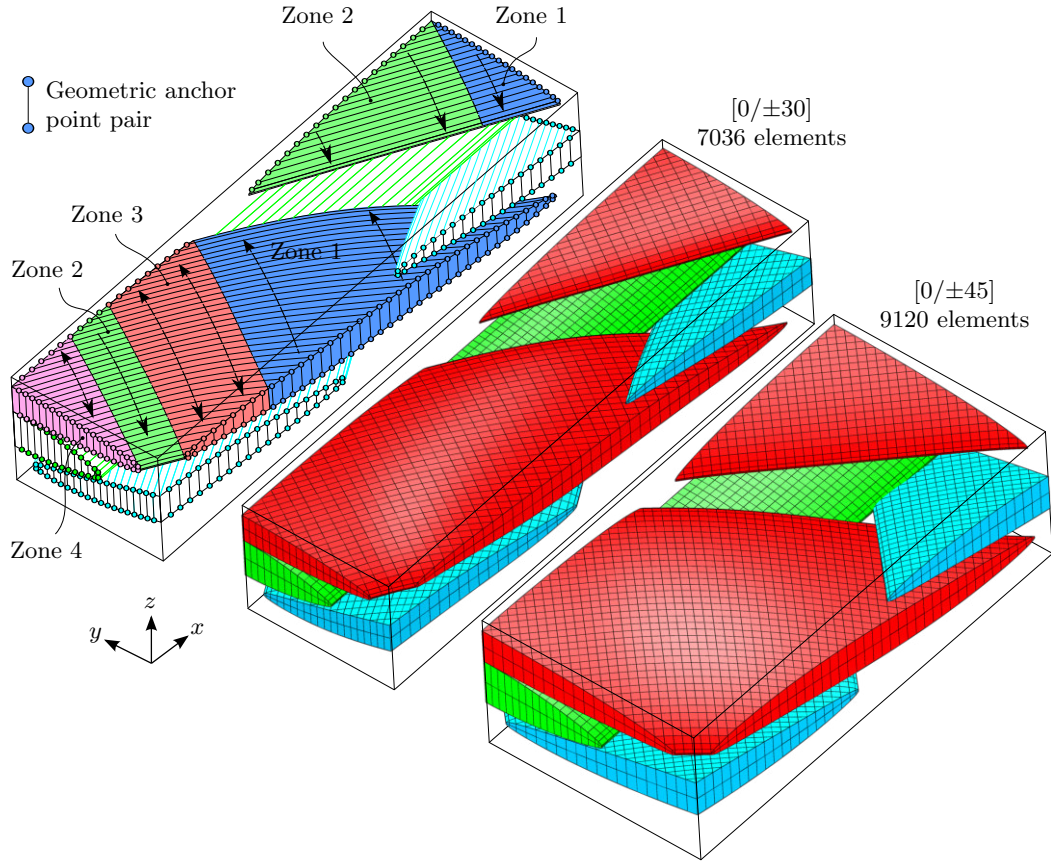 Zone 2
Zone 1
Geometric anchor
point pair
[0/±30]
7036 elements
Zone 3
Zone 2
Zone 1
[0/±45]
9120 elements
Zone 4
z
y
x